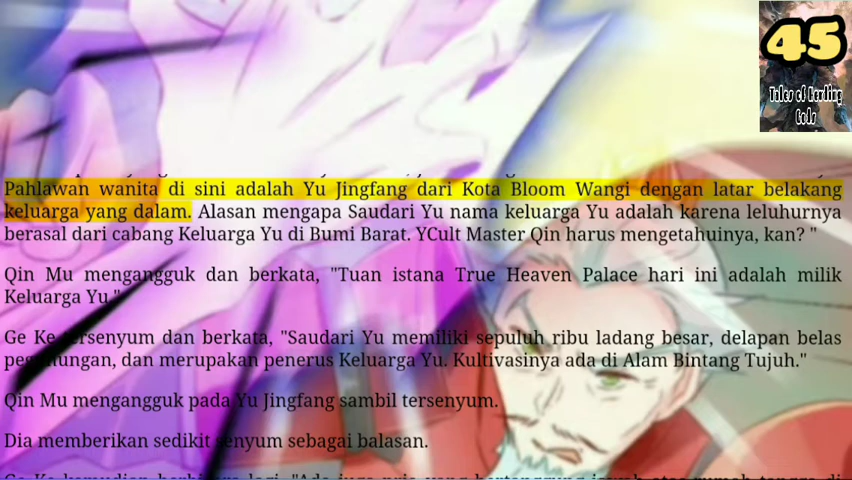 45
Tales of Herding
Gods
Pahlawan wanita di sini adalah Yu Jingfang dari Kota Bloom Wangi dengan latar belakang
keluarga yang dalam. Alasan mengapa Saudari Yu nama keluarga Yu adalah karena leluhurnya
berasal dari cabang Keluarga Yu di Bumi Barat. YCult Master Qin harus mengetahuinya, kan? "
Qin Mu mengangguk dan berkata, "Tuan istana True Heaven Palace hari ini adalah milik
Keluarga Yu."
Ge Ke tersenyum dan berkata, "Saudari Yu memiliki sepuluh ribu ladang besar, delapan belas
pegunungan, dan merupakan penerus Keluarga Yu. Kultivasinya ada di Alam Bintang Tujuh."
Qin Mu mengangguk pada Yu Jingfang sambil tersenyum.
Dia memberikan sedikit senyum sebagai balasan.